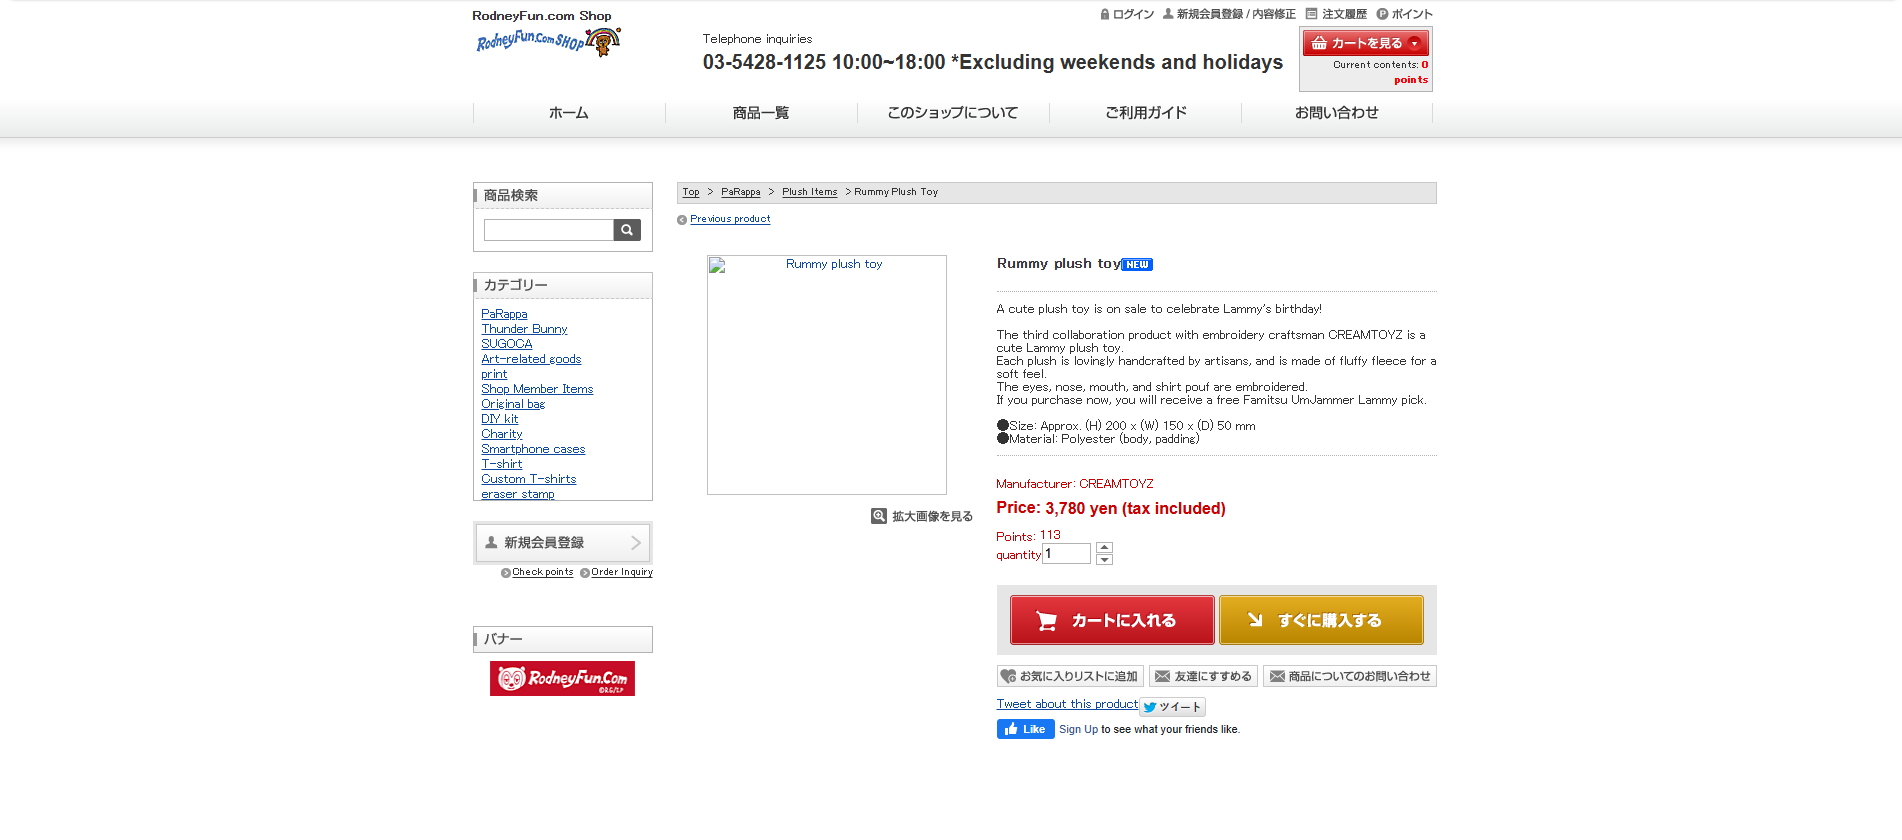 RodneyFun.com Shop
RodneyFun.Com SHOP
Telephone inquiries
03-5428-1125 10:00~18:00 *Excluding weekends and holidays
ログイン 新規会員登録 / 内容修正 注文履歴 ポイント
カートを見る
Current contents: 0
points
ホーム 商品一覧 このショップについて ご利用ガイド お問い合わせ
商品検索
カテゴリー
PaRappa
Thunder Bunny
SUGOCA
Art-related goods
print
Shop Member Items
Original bag
DIY kit
Charity
Smartphone cases
T-shirt
Custom T-shirts
eraser stamp
新規会員登録
Check points Order Inquiry
バナー
RodneyFun.Com
©R.G/I.P
Top > PaRappa > Plush Items > Rummy Plush Toy
Previous product
Rummy plush toy
拡大画像を見る
Rummy plush toy NEW
A cute plush toy is on sale to celebrate Lammy's birthday!
The third collaboration product with embroidery craftsman CREAMTOYZ is a
cute Lammy plush toy.
Each plush is lovingly handcrafted by artisans, and is made of fluffy fleece for a
soft feel.
The eyes, nose, mouth, and shirt pouf are embroidered.
If you purchase now, you will receive a free Famitsu UmJammer Lammy pick.
●Size: Approx. (H) 200 x (W) 150 x (D) 50 mm
●Material: Polyester (body, padding)
Manufacturer: CREAMTOYZ
Price: 3,780 yen (tax included)
Points: 113
quantity 1
カートに入れる すぐに購入する
お気に入りリストに追加 友達にすすめる 商品についてのお問い合わせ
Tweet about this product ツイート
Like Sign Up to see what your friends like.